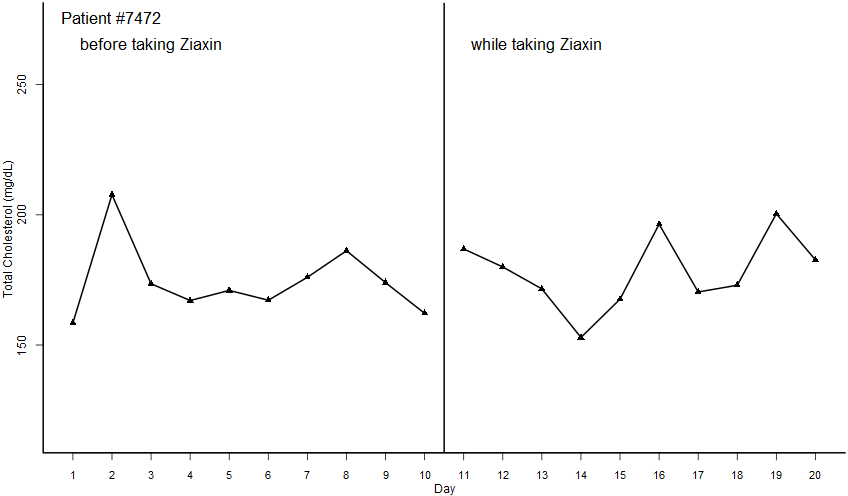 Patient #7472
before taking Ziaxin
while taking Ziaxin
250
200
150
Total Cholesterol (mg/dL)
1 2 3 4 5 6 7 8 9 10 11 12 13 14 15 16 17 18 19 20
Day